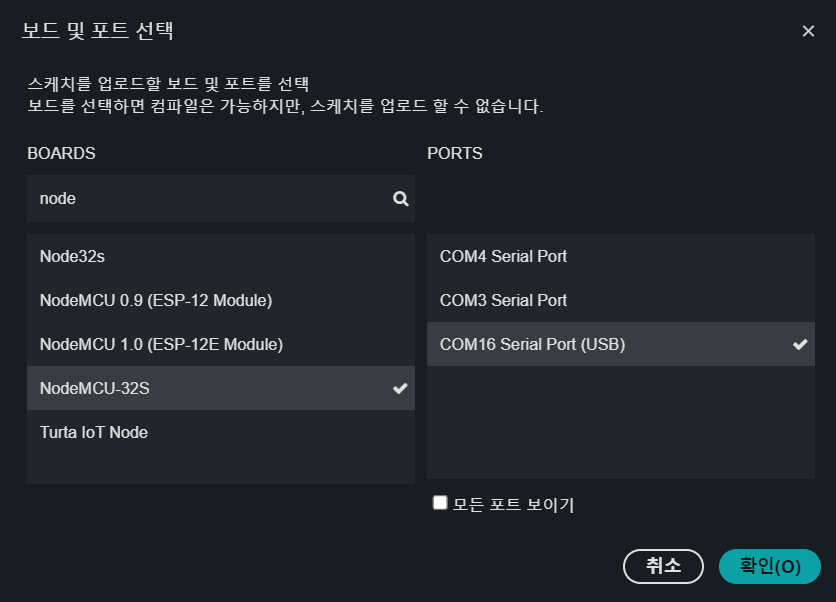 보드 및 포트 선택
스케치를 업로드할 보드 및 포트를 선택
보드를 선택하면 컴파일은 가능하지만, 스케치를 업로드 할 수 없습니다.
BOARDS
PORTS
node
Node32s
NodeMCU 0.9 (ESP-12 Module)
NodeMCU 1.0 (ESP-12E Module)
NodeMCU-32S
Turta IoT Node
COM4 Serial Port
COM3 Serial Port
COM16 Serial Port (USB)
모든 포트 보이기
취소
확인(O)